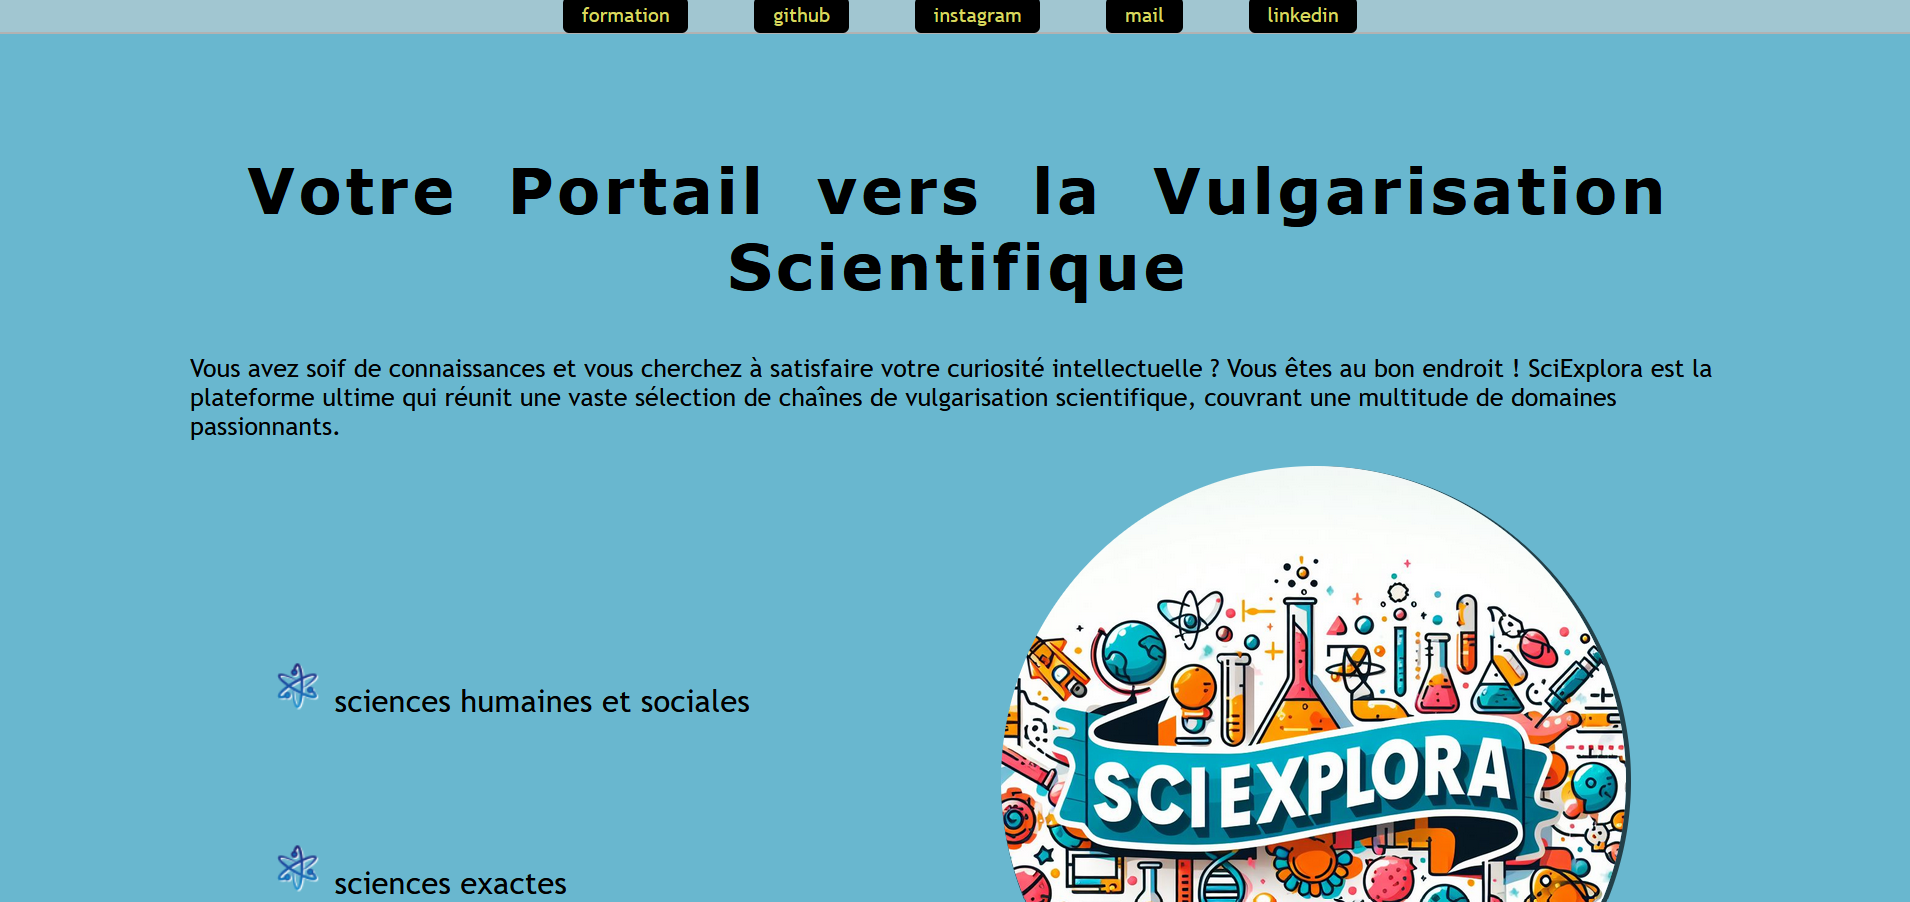 formation github instagram mail linkedin
Votre Portail vers la Vulgarisation
Scientifique
Vous avez soif de connaissances et vous cherchez à satisfaire votre curiosité intellectuelle ? Vous êtes au bon endroit ! SciExplora est la
plateforme ultime qui réunit une vaste sélection de chaînes de vulgarisation scientifique, couvrant une multitude de domaines
passionnants.
sciences humaines et sociales
SCIEXPLORA
sciences exactes